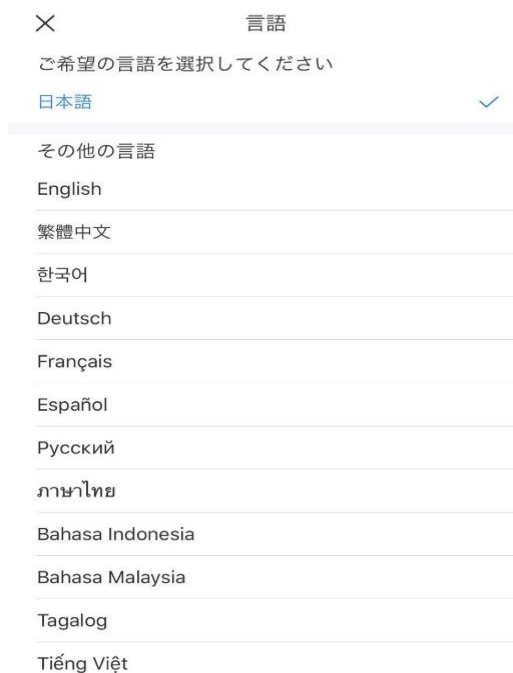 言語
ご希望の言語を選択してください
日本語
その他の言語
English
繁體中文
한국어
Deutsch
Français
Español
Русский
ภาษาไทย
Bahasa Indonesia
Bahasa Malaysia
Tagalog
Tiếng Việt